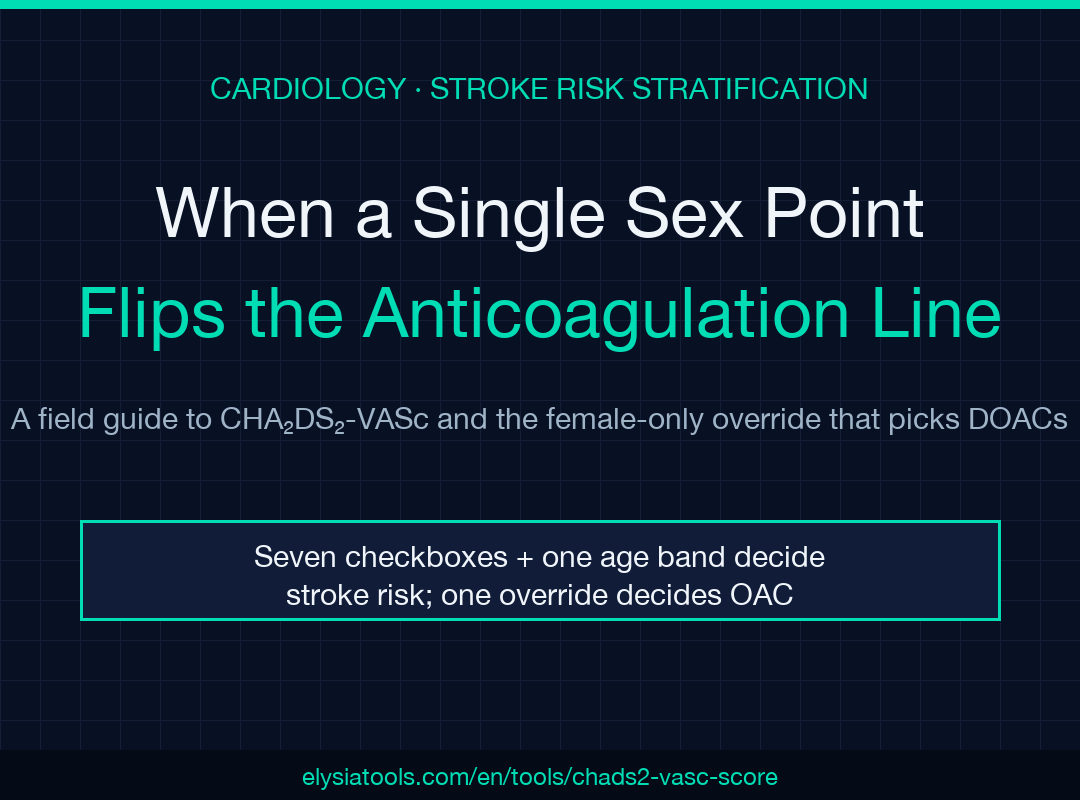 CARDIOLOGY · STROKE RISK STRATIFICATION
When a Single Sex Point
Flips the Anticoagulation Line
A field guide to CHA₂DS₂-VASc and the female-only override that picks DOACs
Seven checkboxes + one age band decide
stroke risk; one override decides OAC
elysiatools.com/en/tools/chads2-vasc-score